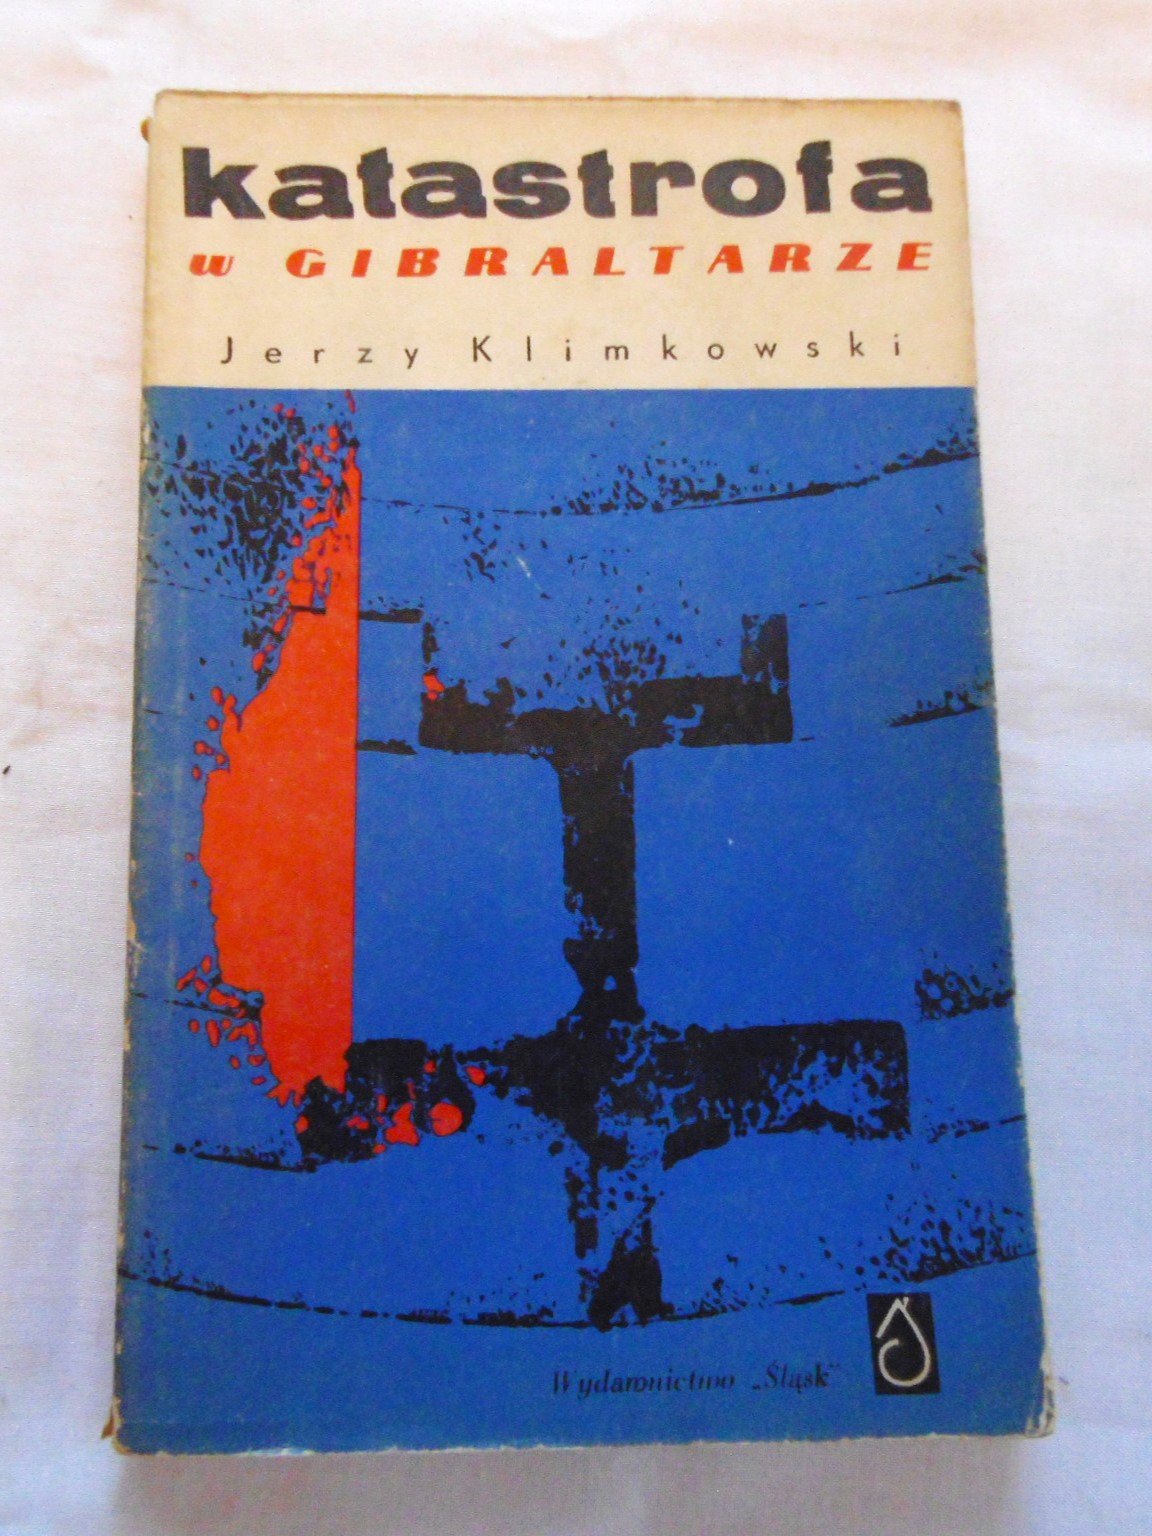 katastrofa
w GIBRALTARZE
Jerzy Klimkowski
Wydawnictwo „Śląsk”